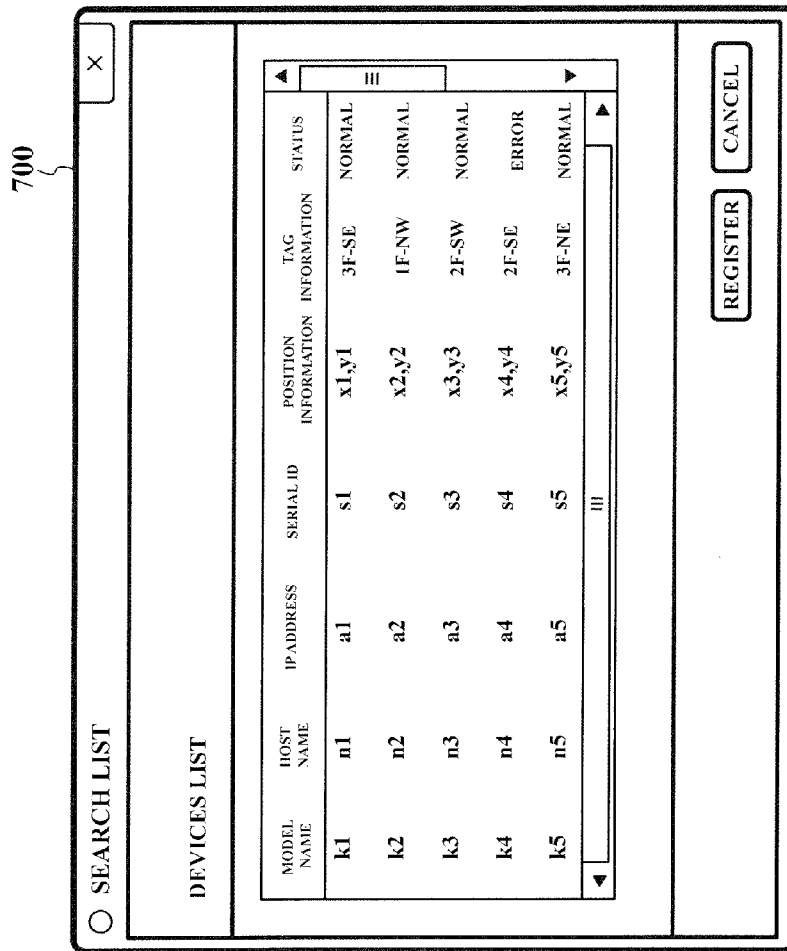 700
SEARCH LIST
×
DEVICES LIST
MODEL NAME HOST NAME IP ADDRESS SERIAL ID POSITION INFORMATION TAG INFORMATION STATUS
k1 n1 a1 s1 x1,y1 3F-SE NORMAL
k2 n2 a2 s2 x2,y2 1F-NW NORMAL
k3 n3 a3 s3 x3,y3 2F-SW NORMAL
k4 n4 a4 s4 x4,y4 2F-SE ERROR
k5 n5 a5 s5 x5,y5 3F-NE NORMAL
REGISTER CANCEL